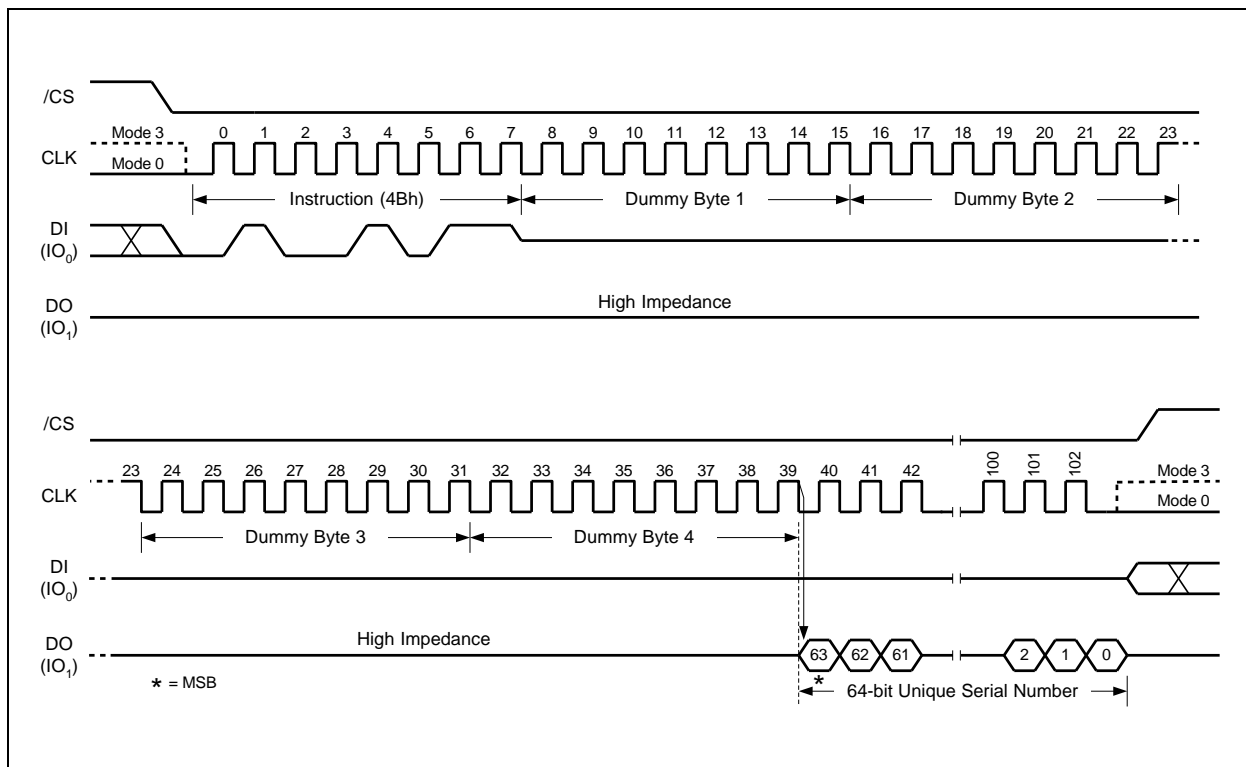 /CS
Mode 3
0 1 2 3 4 5 6 7 8 9 10 11 12 13 14 15 16 17 18 19 20 21 22 23
CLK
Mode 0
Instruction (4Bh) Dummy Byte 1 Dummy Byte 2
DI
(IO0)
High Impedance
DO
(IO1)
/CS
23 24 25 26 27 28 29 30 31 32 33 34 35 36 37 38 39 40 41 42 100 101 102
Mode 3
CLK
Mode 0
Dummy Byte 3 Dummy Byte 4
DI
(IO0)
High Impedance
DO
(IO1)
63 62 61 2 1 0
* = MSB
*
64-bit Unique Serial Number